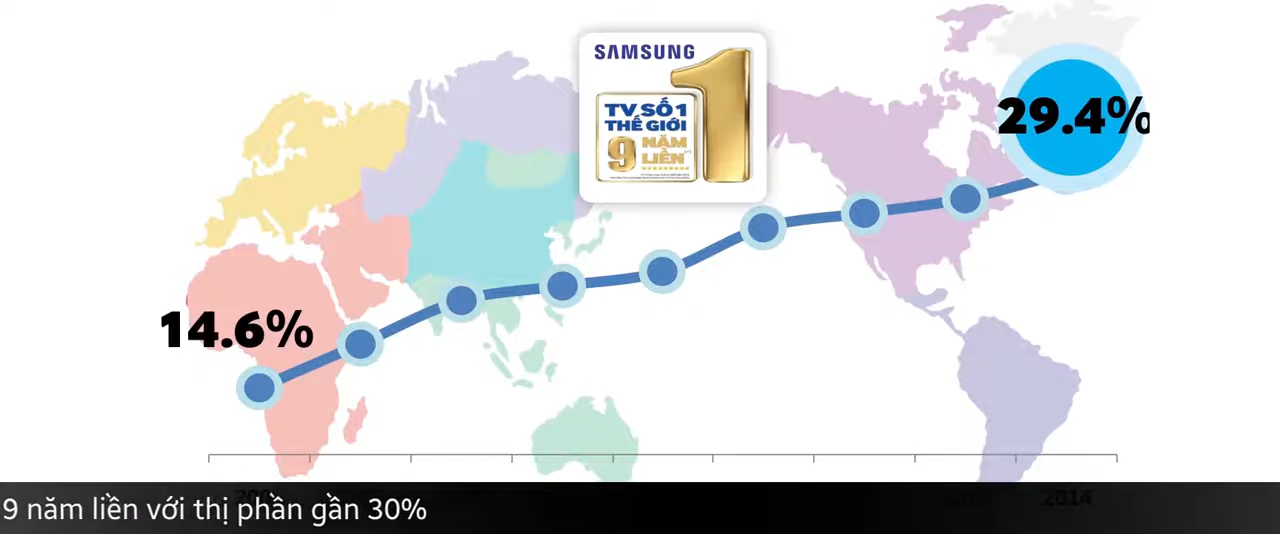 SAMSUNG
TV SỐ 1
THẾ GIỚI
9 NĂM
LIỀN
29.4%
14.6%
2014
9 năm liền với thị phần gần 30%